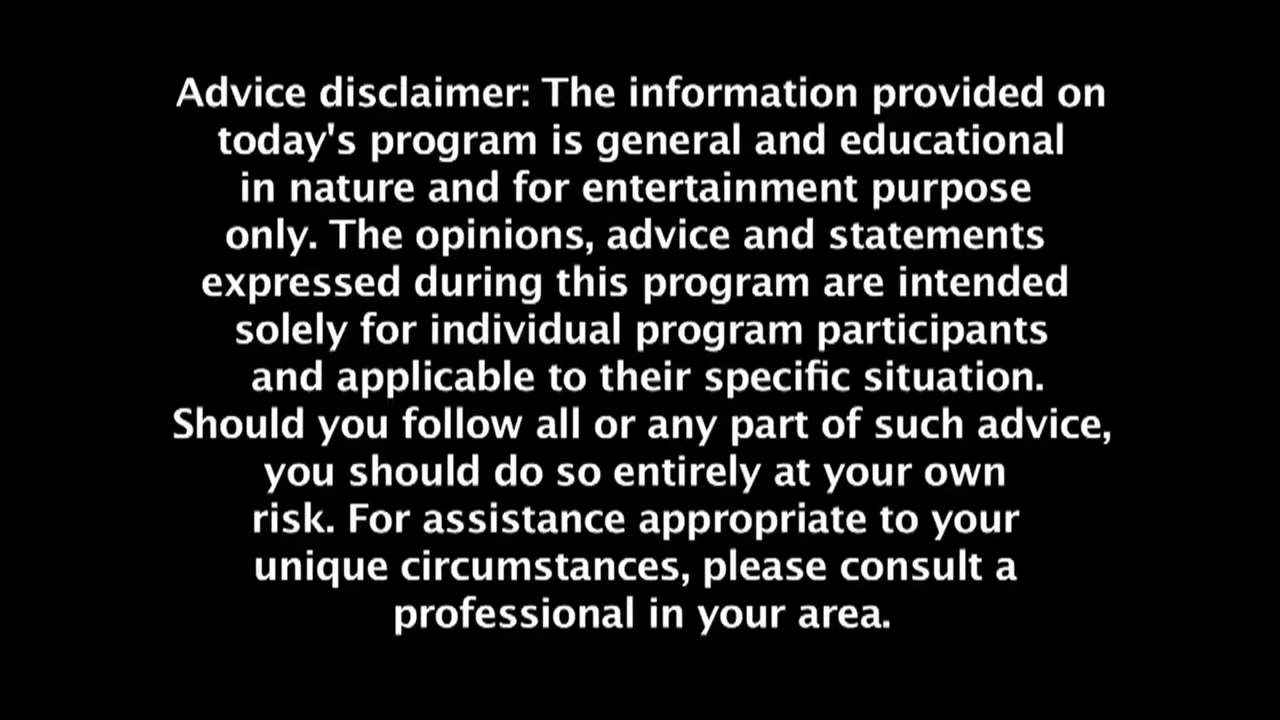 Advice disclaimer: The information provided on
today's program is general and educational
in nature and for entertainment purpose
only. The opinions, advice and statements
expressed during this program are intended
solely for individual program participants
and applicable to their specific situation.
Should you follow all or any part of such advice,
you should do so entirely at your own
risk. For assistance appropriate to your
unique circumstances, please consult a
professional in your area.